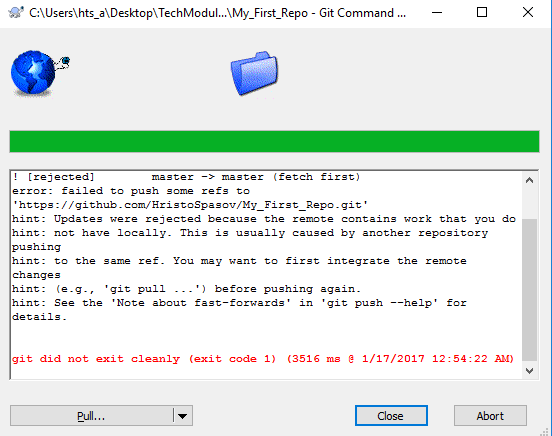 C:\Users\hts_a\Desktop\TechModul...\My_First_Repo - Git Command ...
! [rejected]        master -> master (fetch first)
error: failed to push some refs to
'https://github.com/HristoSpasov/My_First_Repo.git'
hint: Updates were rejected because the remote contains work that you do
hint: not have locally. This is usually caused by another repository
pushing
hint: to the same ref. You may want to first integrate the remote
changes
hint: (e.g., 'git pull ...') before pushing again.
hint: See the 'Note about fast-forwards' in 'git push --help' for
details.
git did not exit cleanly (exit code 1) (3516 ms @ 1/17/2017 12:54:22 AM)
Pull...
Close
Abort